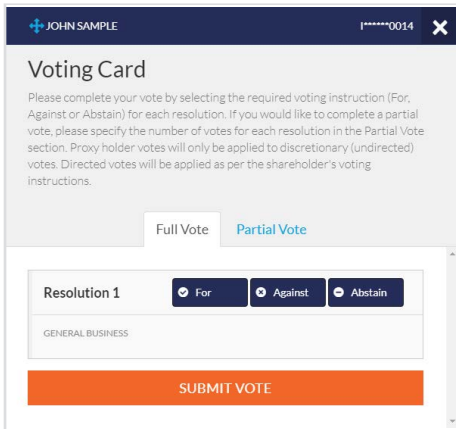 JOHN SAMPLE
I******0014
Voting Card
Please complete your vote by selecting the required voting instruction (For,
Against or Abstain) for each resolution. If you would like to complete a partial
vote, please specify the number of votes for each resolution in the Partial Vote
section. Proxy holder votes will only be applied to discretionary (undirected)
votes. Directed votes will be applied as per the shareholder's voting
instructions.
Full Vote
Partial Vote
Resolution 1
For
Against
Abstain
GENERAL BUSINESS
SUBMIT VOTE